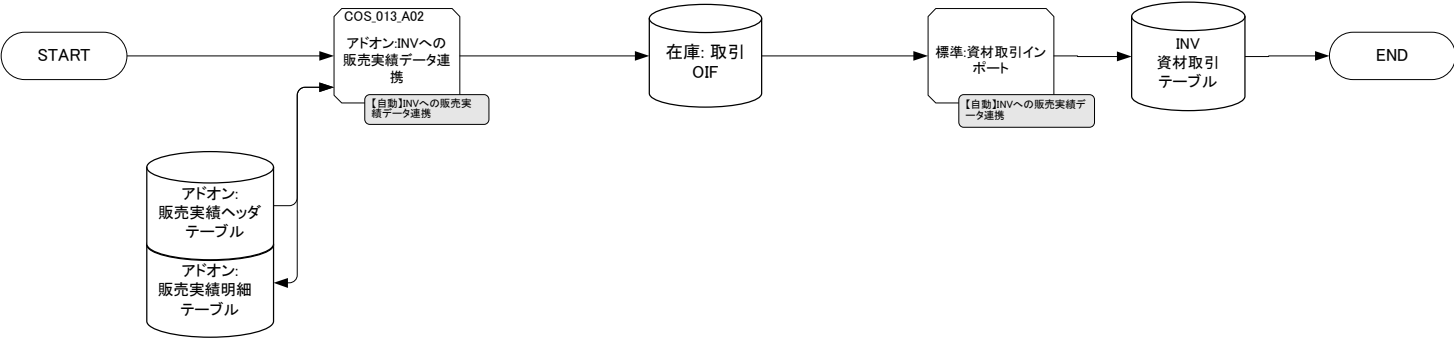 START
COS_013_A02
アドオン:INVへの
販売実績データ連
携
【自動】INVへの販売実
績データ連携
在庫: 取引
OIF
標準:資材取引イン
ポート
【自動】INVへの販売実績デ
ータ連携
INV
資材取引
テーブル
END
アドオン:
販売実績ヘッダ
テーブル
アドオン:
販売実績明細
テーブル